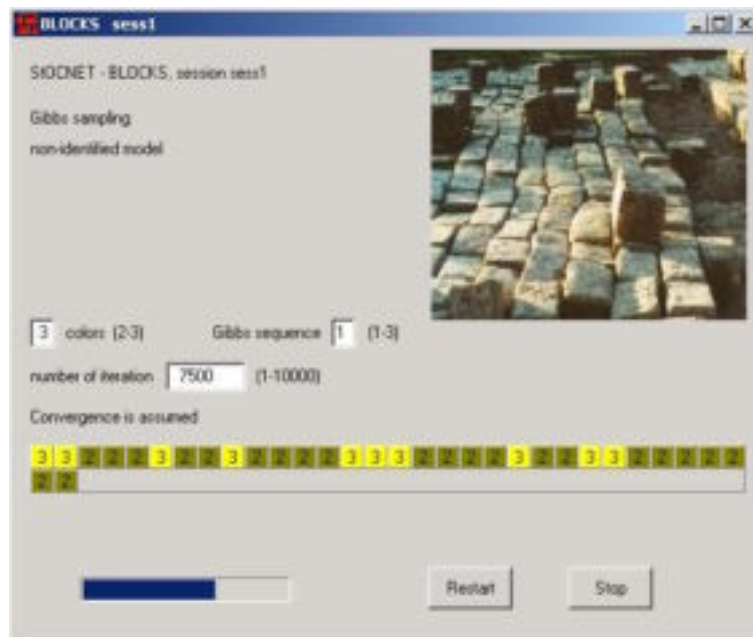 BLOCKS sess1
StOCNET - BLOCKS, session sess1
Gibbs sampling
non-identified model
3 colors (2-3) Gibbs sequence 1 (1-3)
number of iteration 7500 (1-10000)
Convergence is assumed
3 3 2 2 2 3 2 2 3 2 2 2 2 3 3 3 2 2 2 2 3 2 2 3 3 2 2 2 2 2
2 2
Restart Stop